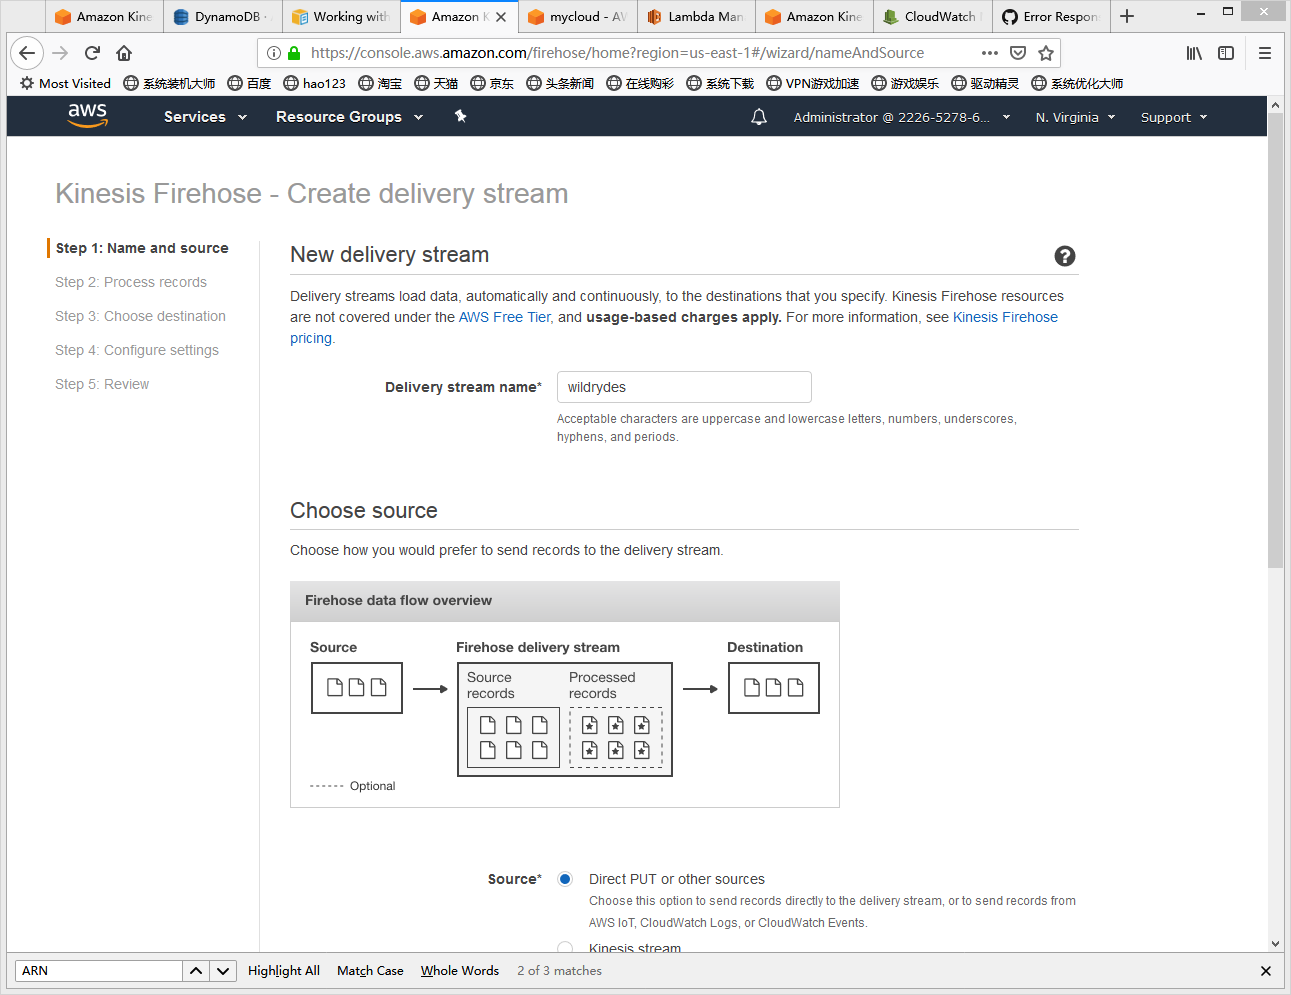 Amazon Kine
DynamoDB ·
Working with
Amazon K
mycloud - AV
Lambda Man
Amazon Kine
CloudWatch
Error Respon
https://console.aws.amazon.com/firehose/home?region=us-east-1#/wizard/nameAndSource
Most Visited 系统装机大师 百度 hao123 淘宝 天猫 京东 头条新闻 在线购彩 系统下载 VPN游戏加速 游戏娱乐 驱动精灵 系统优化大师
aws Services Resource Groups Administrator @ 2226-5278-6... N. Virginia Support
Kinesis Firehose - Create delivery stream
Step 1: Name and source
Step 2: Process records
Step 3: Choose destination
Step 4: Configure settings
Step 5: Review
New delivery stream
Delivery streams load data, automatically and continuously, to the destinations that you specify. Kinesis Firehose resources
are not covered under the AWS Free Tier, and usage-based charges apply. For more information, see Kinesis Firehose
pricing.
Delivery stream name* wildrydes
Acceptable characters are uppercase and lowercase letters, numbers, underscores,
hyphens, and periods.
Choose source
Choose how you would prefer to send records to the delivery stream.
Firehose data flow overview
Source Firehose delivery stream Destination
Source Processed
records records
Optional
Source* Direct PUT or other sources
Choose this option to send records directly to the delivery stream, or to send records from
AWS IoT, CloudWatch Logs, or CloudWatch Events.
Kinesis stream
ARN Highlight All Match Case Whole Words 2 of 3 matches